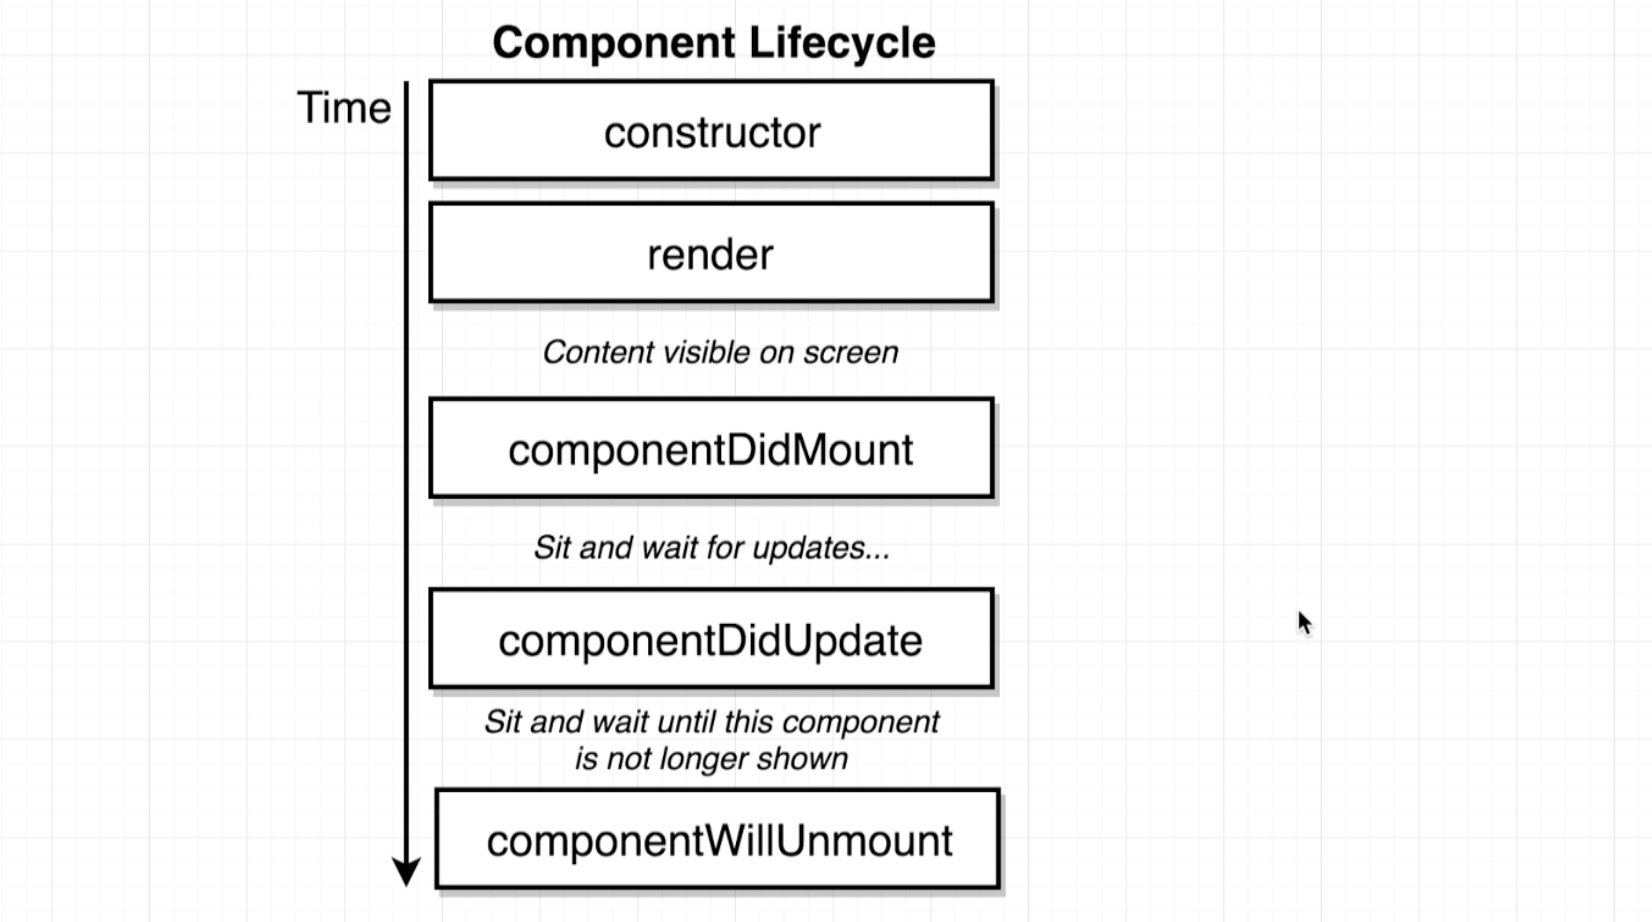 Component Lifecycle
Time
constructor
render
Content visible on screen
componentDidMount
Sit and wait for updates...
componentDidUpdate
Sit and wait until this component
is not longer shown
componentWillUnmount